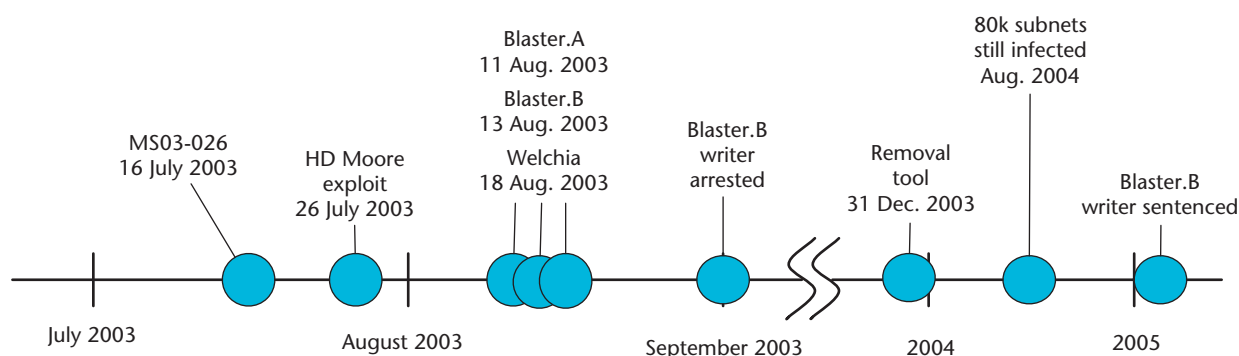 MS03-026
16 July 2003
HD Moore
exploit
26 July 2003
Blaster.A
11 Aug. 2003
Blaster.B
13 Aug. 2003
Welchia
18 Aug. 2003
Blaster.B
writer
arrested
Removal
tool
31 Dec. 2003
80k subnets
still infected
Aug. 2004
Blaster.B
writer sentenced
July 2003
August 2003
September 2003
2004
2005